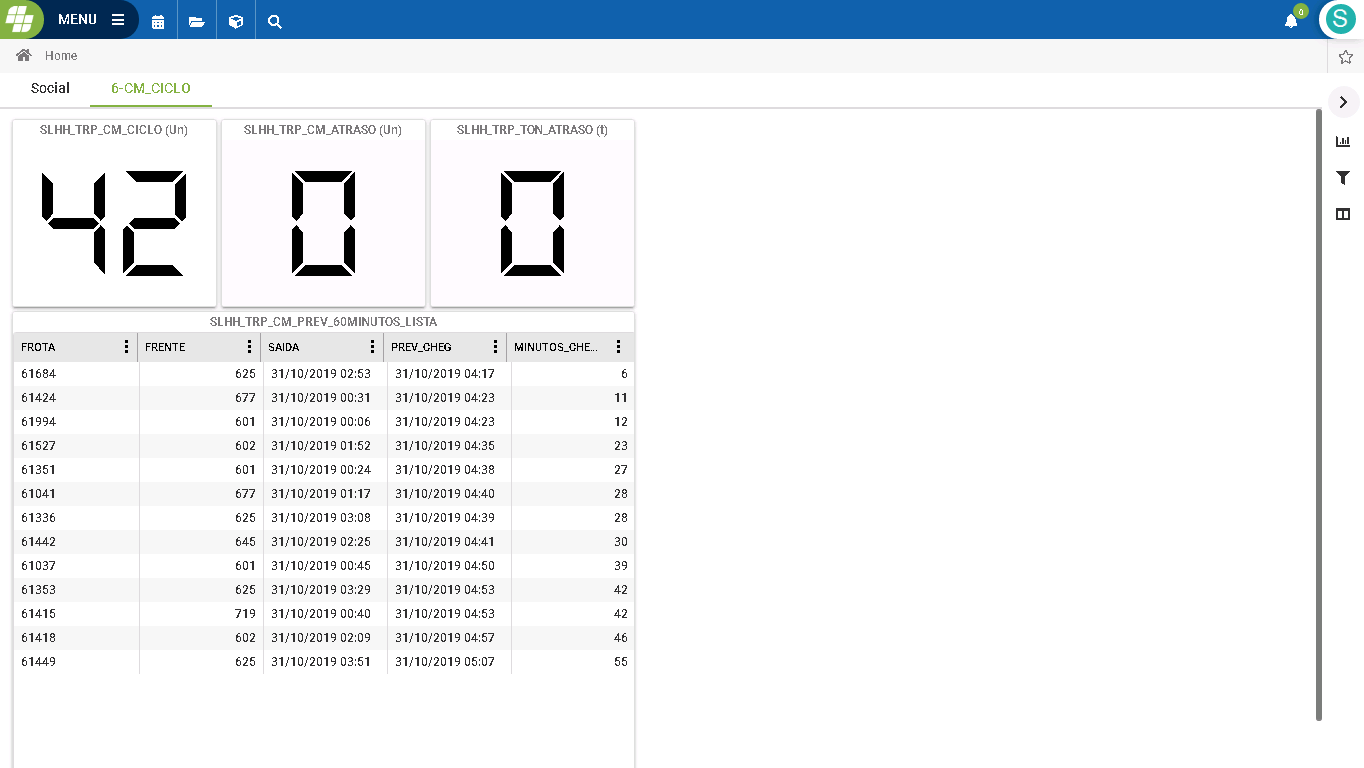 MENU
0
S
Home
Social
6-CM_CICLO
SLHH_TRP_CM_CICLO (Un)
SLHH_TRP_CM_ATRASO (Un)
SLHH_TRP_TON_ATRASO (t)
42
0
0
SLHH_TRP_CM_PREV_60MINUTOS_LISTA
FROTA FRENTE SAIDA PREV_CHEG MINUTOS_CHE...
61684 625 31/10/2019 02:53 31/10/2019 04:17 6
61424 677 31/10/2019 00:31 31/10/2019 04:23 11
61994 601 31/10/2019 00:06 31/10/2019 04:23 12
61527 602 31/10/2019 01:52 31/10/2019 04:35 23
61351 601 31/10/2019 00:24 31/10/2019 04:38 27
61041 677 31/10/2019 01:17 31/10/2019 04:40 28
61336 625 31/10/2019 03:08 31/10/2019 04:39 28
61442 645 31/10/2019 02:25 31/10/2019 04:41 30
61037 601 31/10/2019 00:45 31/10/2019 04:50 39
61353 625 31/10/2019 03:29 31/10/2019 04:53 42
61415 719 31/10/2019 00:40 31/10/2019 04:53 42
61418 602 31/10/2019 02:09 31/10/2019 04:57 46
61449 625 31/10/2019 03:51 31/10/2019 05:07 55